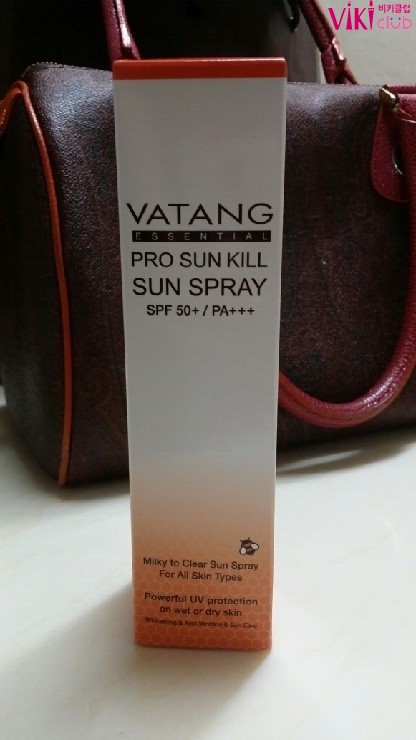 ViKi 비키클럽
club
VATANG
ESSENTIAL
PRO SUN KILL
SUN SPRAY
SPF 50+ / PA+++
Milky to Clear Sun Spray
For All Skin Types
Powerful UV protection
on wet or dry skin
Whitening & Anti-Wrinkle & Sun Care